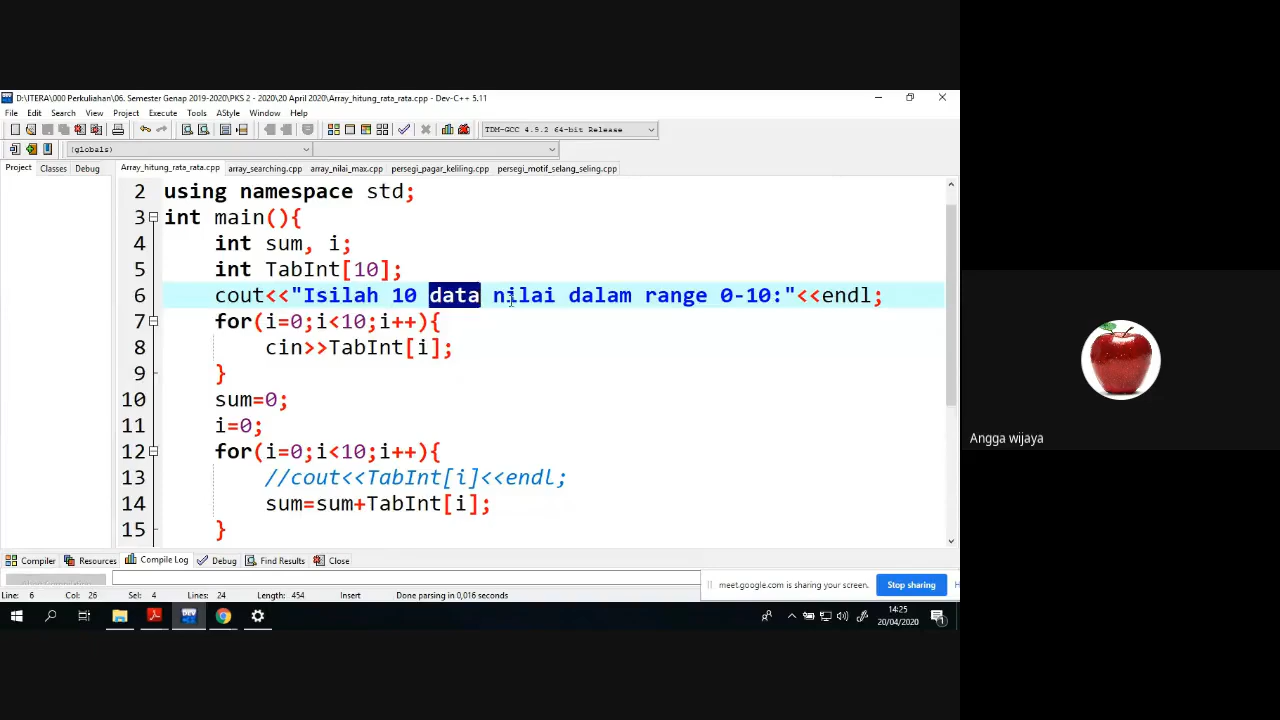 D:\ITERA\000 Perkuliahan\06. Semester Genap 2019-2020\PKS 2 - 2020\20 April 2020\Array_hitung_rata_rata.cpp - Dev-C++ 5.11
File Edit Search View Project Execute Tools AStyle Window Help
TDM-GCC 4.9.2 64-bit Release
(globals)
Project Classes Debug Array_hitung_rata_rata.cpp array_searching.cpp array_nilai_max.cpp persegi_pagar_keliling.cpp persegi_motif_selang_seling.cpp
2 using namespace std;
3 int main(){
4 int sum, i;
5 int TabInt[10];
6 cout<<"Isilah 10 data nilai dalam range 0-10:"<<endl;
7 for(i=0;i<10;i++){
8 cin>>TabInt[i];
9 }
10 sum=0;
11 i=0;
12 for(i=0;i<10;i++){
13 //cout<<TabInt[i]<<endl;
14 sum=sum+TabInt[i];
15 }
Angga wijaya
Compiler Resources Compile Log Debug Find Results Close
meet.google.com is sharing your screen. Stop sharing H
Line: 6 Col: 26 Sel: 4 Lines: 24 Length: 454 Insert Done parsing in 0,016 seconds
14:25
20/04/2020